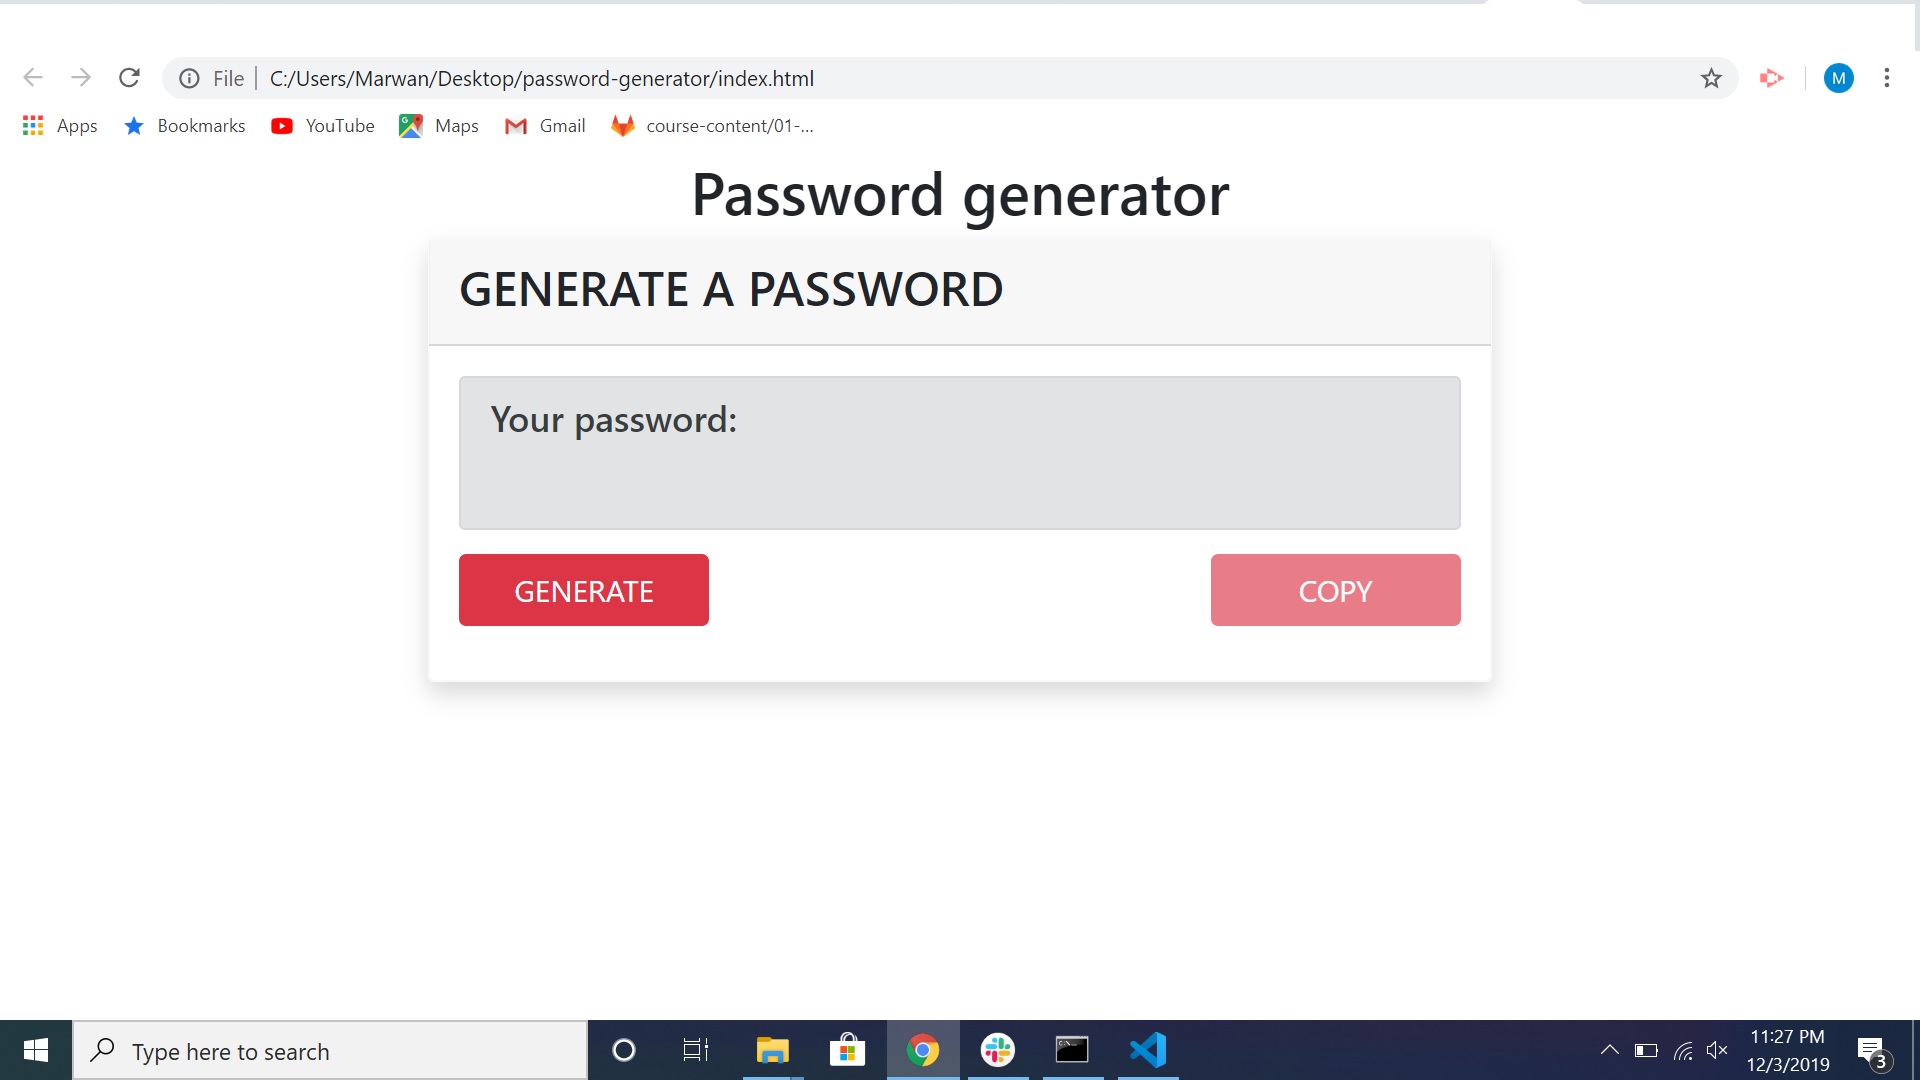 File C:/Users/Marwan/Desktop/password-generator/index.html
M
Apps Bookmarks YouTube Maps Gmail course-content/01-...
Password generator
GENERATE A PASSWORD
Your password:
GENERATE COPY
Type here to search
11:27 PM
12/3/2019
3